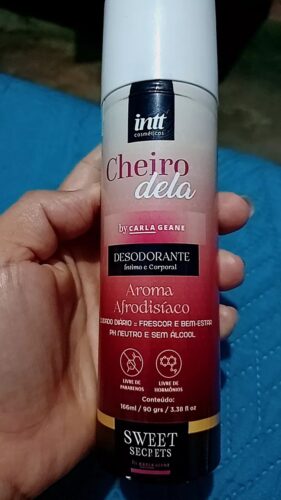 intt
cosméticos
Cheiro
dela
by CARLA GEANE
DESODORANTE
Íntimo e Corporal
Aroma
Afrodisíaco
CUIDADO DIÁRIO = FRESCOR E BEM-ESTAR
PH NEUTRO E SEM ÁLCOOL
LIVRE DE
PARABENOS
LIVRE DE
HORMÔNIOS
Conteúdo:
166ml / 90 grs / 3.38 fl oz
SWEET
SECRETS